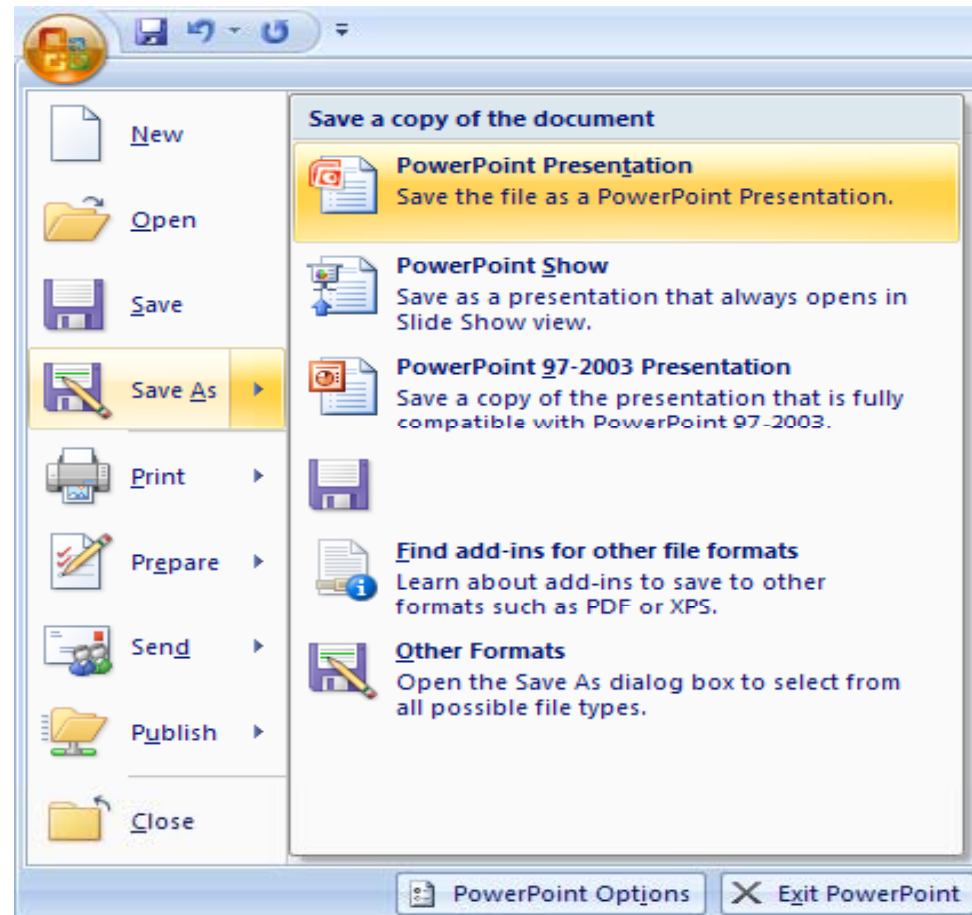 New
Open
Save
Save As
Print
Prepare
Send
Publish
Close
Save a copy of the document
PowerPoint Presentation
Save the file as a PowerPoint Presentation.
PowerPoint Show
Save as a presentation that always opens in
Slide Show view.
PowerPoint 97-2003 Presentation
Save a copy of the presentation that is fully
compatible with PowerPoint 97-2003.
Find add-ins for other file formats
Learn about add-ins to save to other
formats such as PDF or XPS.
Other Formats
Open the Save As dialog box to select from
all possible file types.
PowerPoint Options
Exit PowerPoint